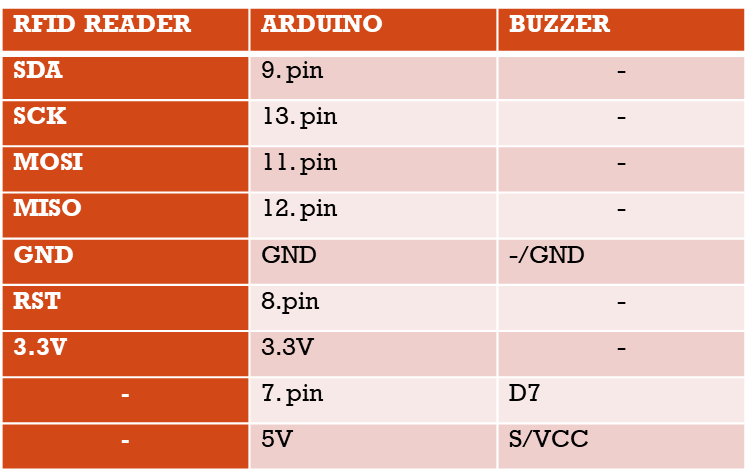 RFID READER ARDUINO BUZZER
SDA 9. pin -
SCK 13. pin -
MOSI 11. pin -
MISO 12. pin -
GND GND -/GND
RST 8.pin -
3.3V 3.3V -
- 7. pin D7
- 5V S/VCC